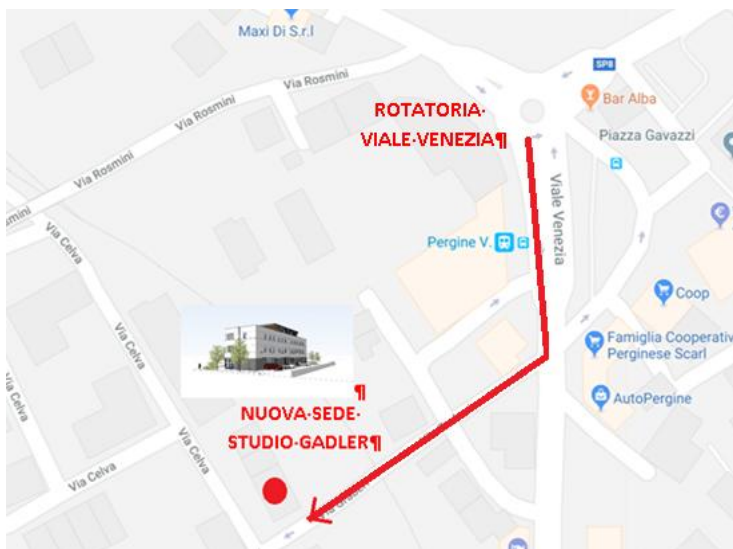 Maxi Di S.r.l
SP8
Via Rosmini
Via Rosmini
Via Rosmini
Bar Alba
ROTATORIA·
VIALE·VENEZIA¶
Piazza Gavazzi
Viale Venezia
Via Celva
Pergine V.
Coop
Via Celva
Famiglia Cooperativ
Perginese Scarl
¶
NUOVA·SEDE·
STUDIO·GADLER¶
AutoPergine
Via Celva
Via Celva
Via Celva